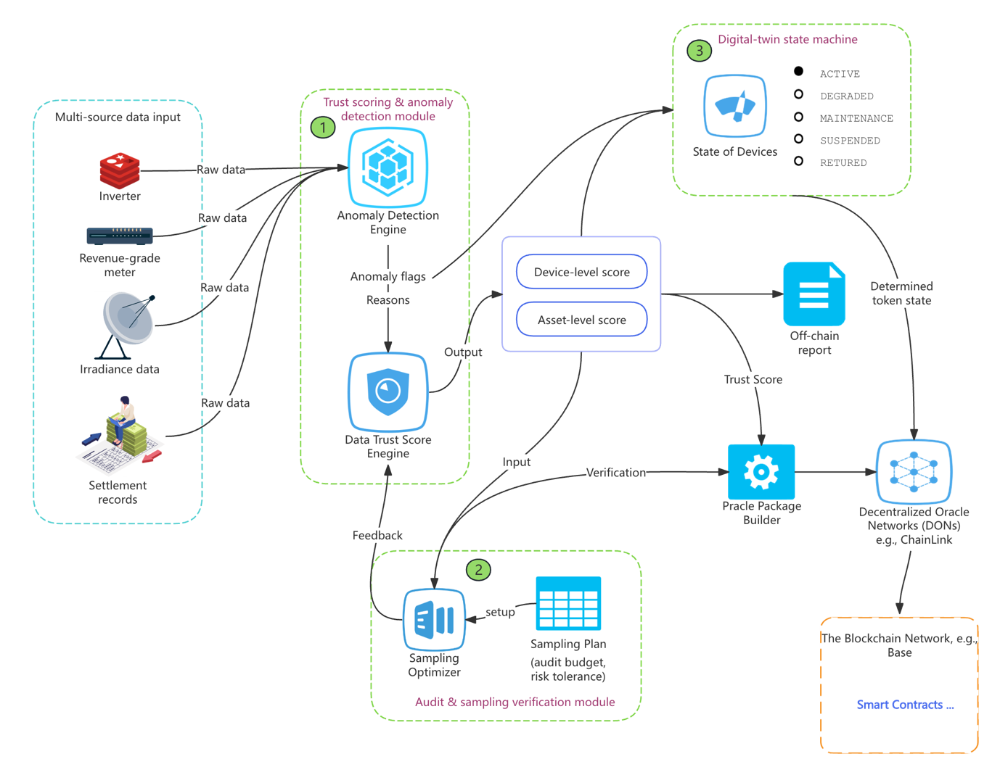 Multi-source data input
Inverter
Revenue-grade
meter
Irradiance data
Settlement
records
Raw data
Raw data
Raw data
Raw data
Trust scoring & anomaly
detection module
1
Anomaly Detection
Engine
Anomaly flags
Reasons
Data Trust Score
Enegine
Output
Feedback
Device-level score
Asset-level score
3
Digital-twin state machine
State of Devices
ACTIVE
DEGRADED
MAINTENANCE
SUSPENDED
RETURED
Determined
token state
Off-chain
report
Trust Score
Input
Verification
Pracle Package
Builder
Decentralized Oracle
Networks (DONs)
e.g., ChainLink
2
setup
Sampling
Optimizer
Sampling Plan
(audit budget,
risk tolerance)
Audit & sampling verification module
The Blockchain Network, e.g.,
Base
Smart Contracts ...